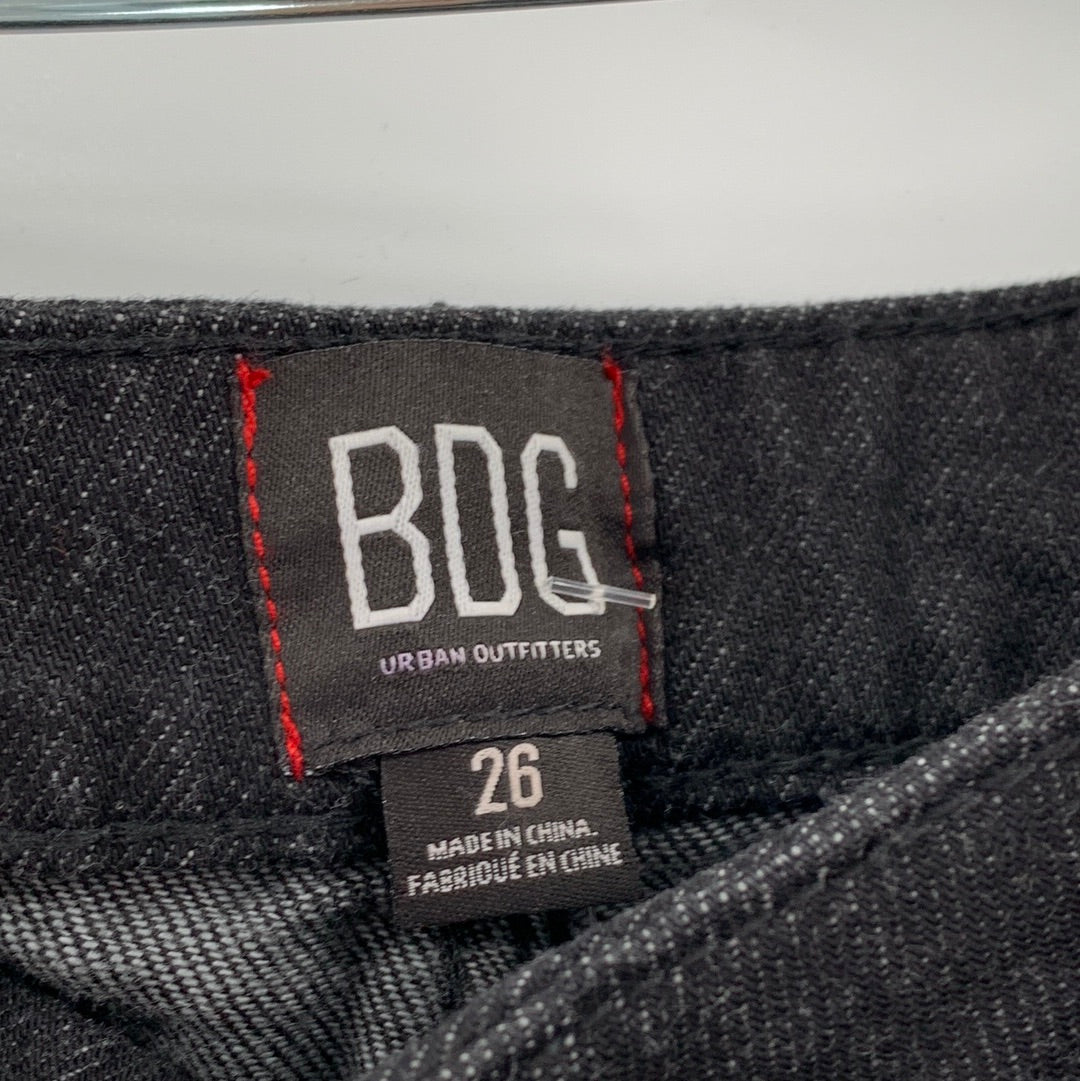 BDG
URBAN OUTFITTERS
26
MADE IN CHINA.
FABRIQUÉ EN CHINE